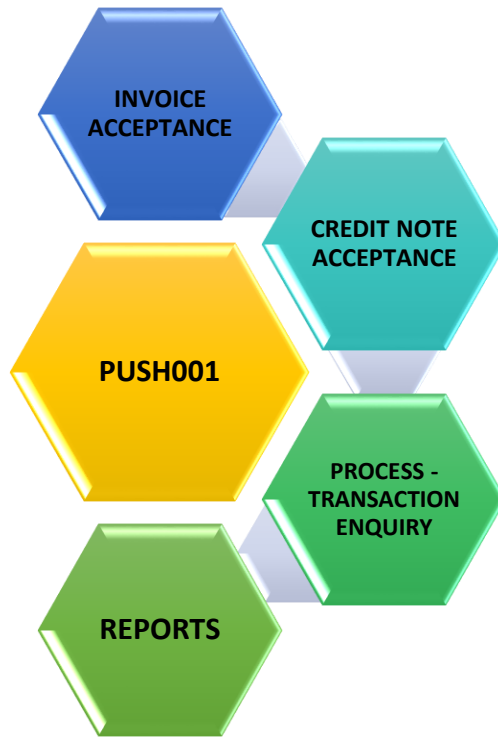 INVOICE
ACCEPTANCE
CREDIT NOTE
ACCEPTANCE
PUSH001
PROCESS -
TRANSACTION
ENQUIRY
REPORTS